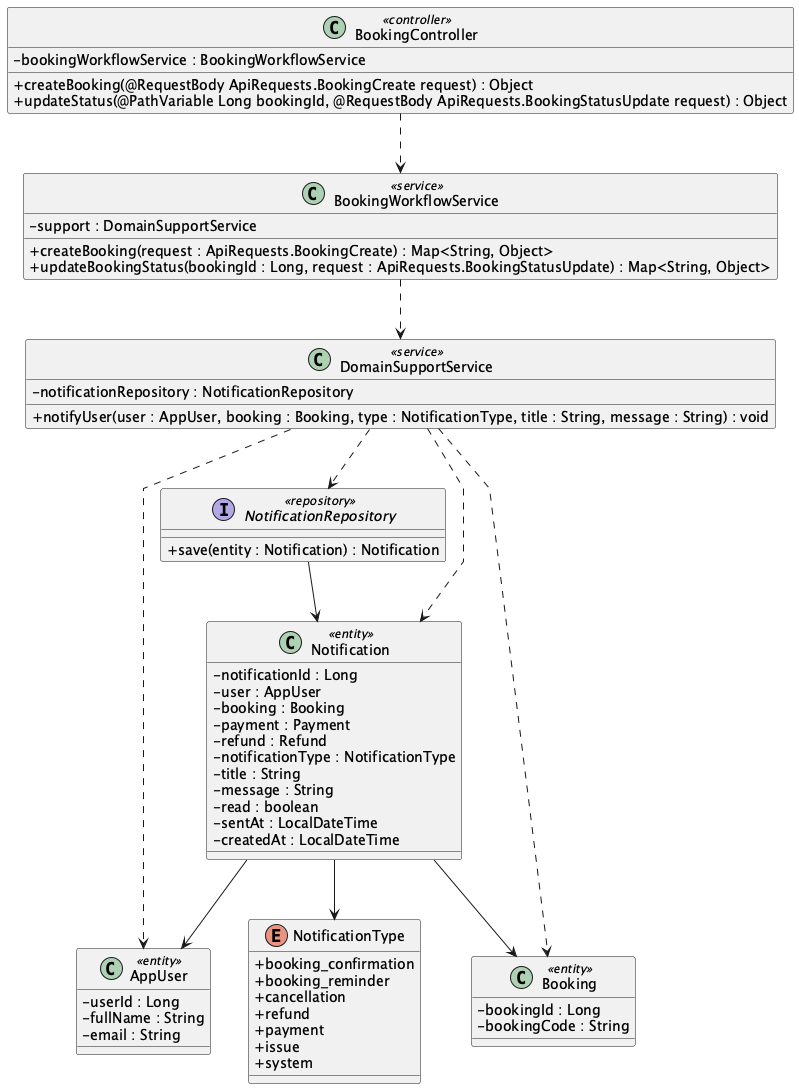 C
«controller»
BookingController
-bookingWorkflowService : BookingWorkflowService
+createBooking(@RequestBody ApiRequests.BookingCreate request) : Object
+updateStatus(@PathVariable Long bookingId, @RequestBody ApiRequests.BookingStatusUpdate request) : Object
C
«service»
BookingWorkflowService
-support : DomainSupportService
+createBooking(request : ApiRequests.BookingCreate) : Map<String, Object>
+updateBookingStatus(bookingId : Long, request : ApiRequests.BookingStatusUpdate) : Map<String, Object>
C
«service»
DomainSupportService
-notificationRepository : NotificationRepository
+notifyUser(user : AppUser, booking : Booking, type : NotificationType, title : String, message : String) : void
I
«repository»
NotificationRepository
+save(entity : Notification) : Notification
C
«entity»
Notification
-notificationId : Long
-user : AppUser
-booking : Booking
-payment : Payment
-refund : Refund
-notificationType : NotificationType
-title : String
-message : String
-read : boolean
-sentAt : LocalDateTime
-createdAt : LocalDateTime
C
«entity»
AppUser
-userId : Long
-fullName : String
-email : String
E
NotificationType
+booking_confirmation
+booking_reminder
+cancellation
+refund
+payment
+issue
+system
C
«entity»
Booking
-bookingId : Long
-bookingCode : String